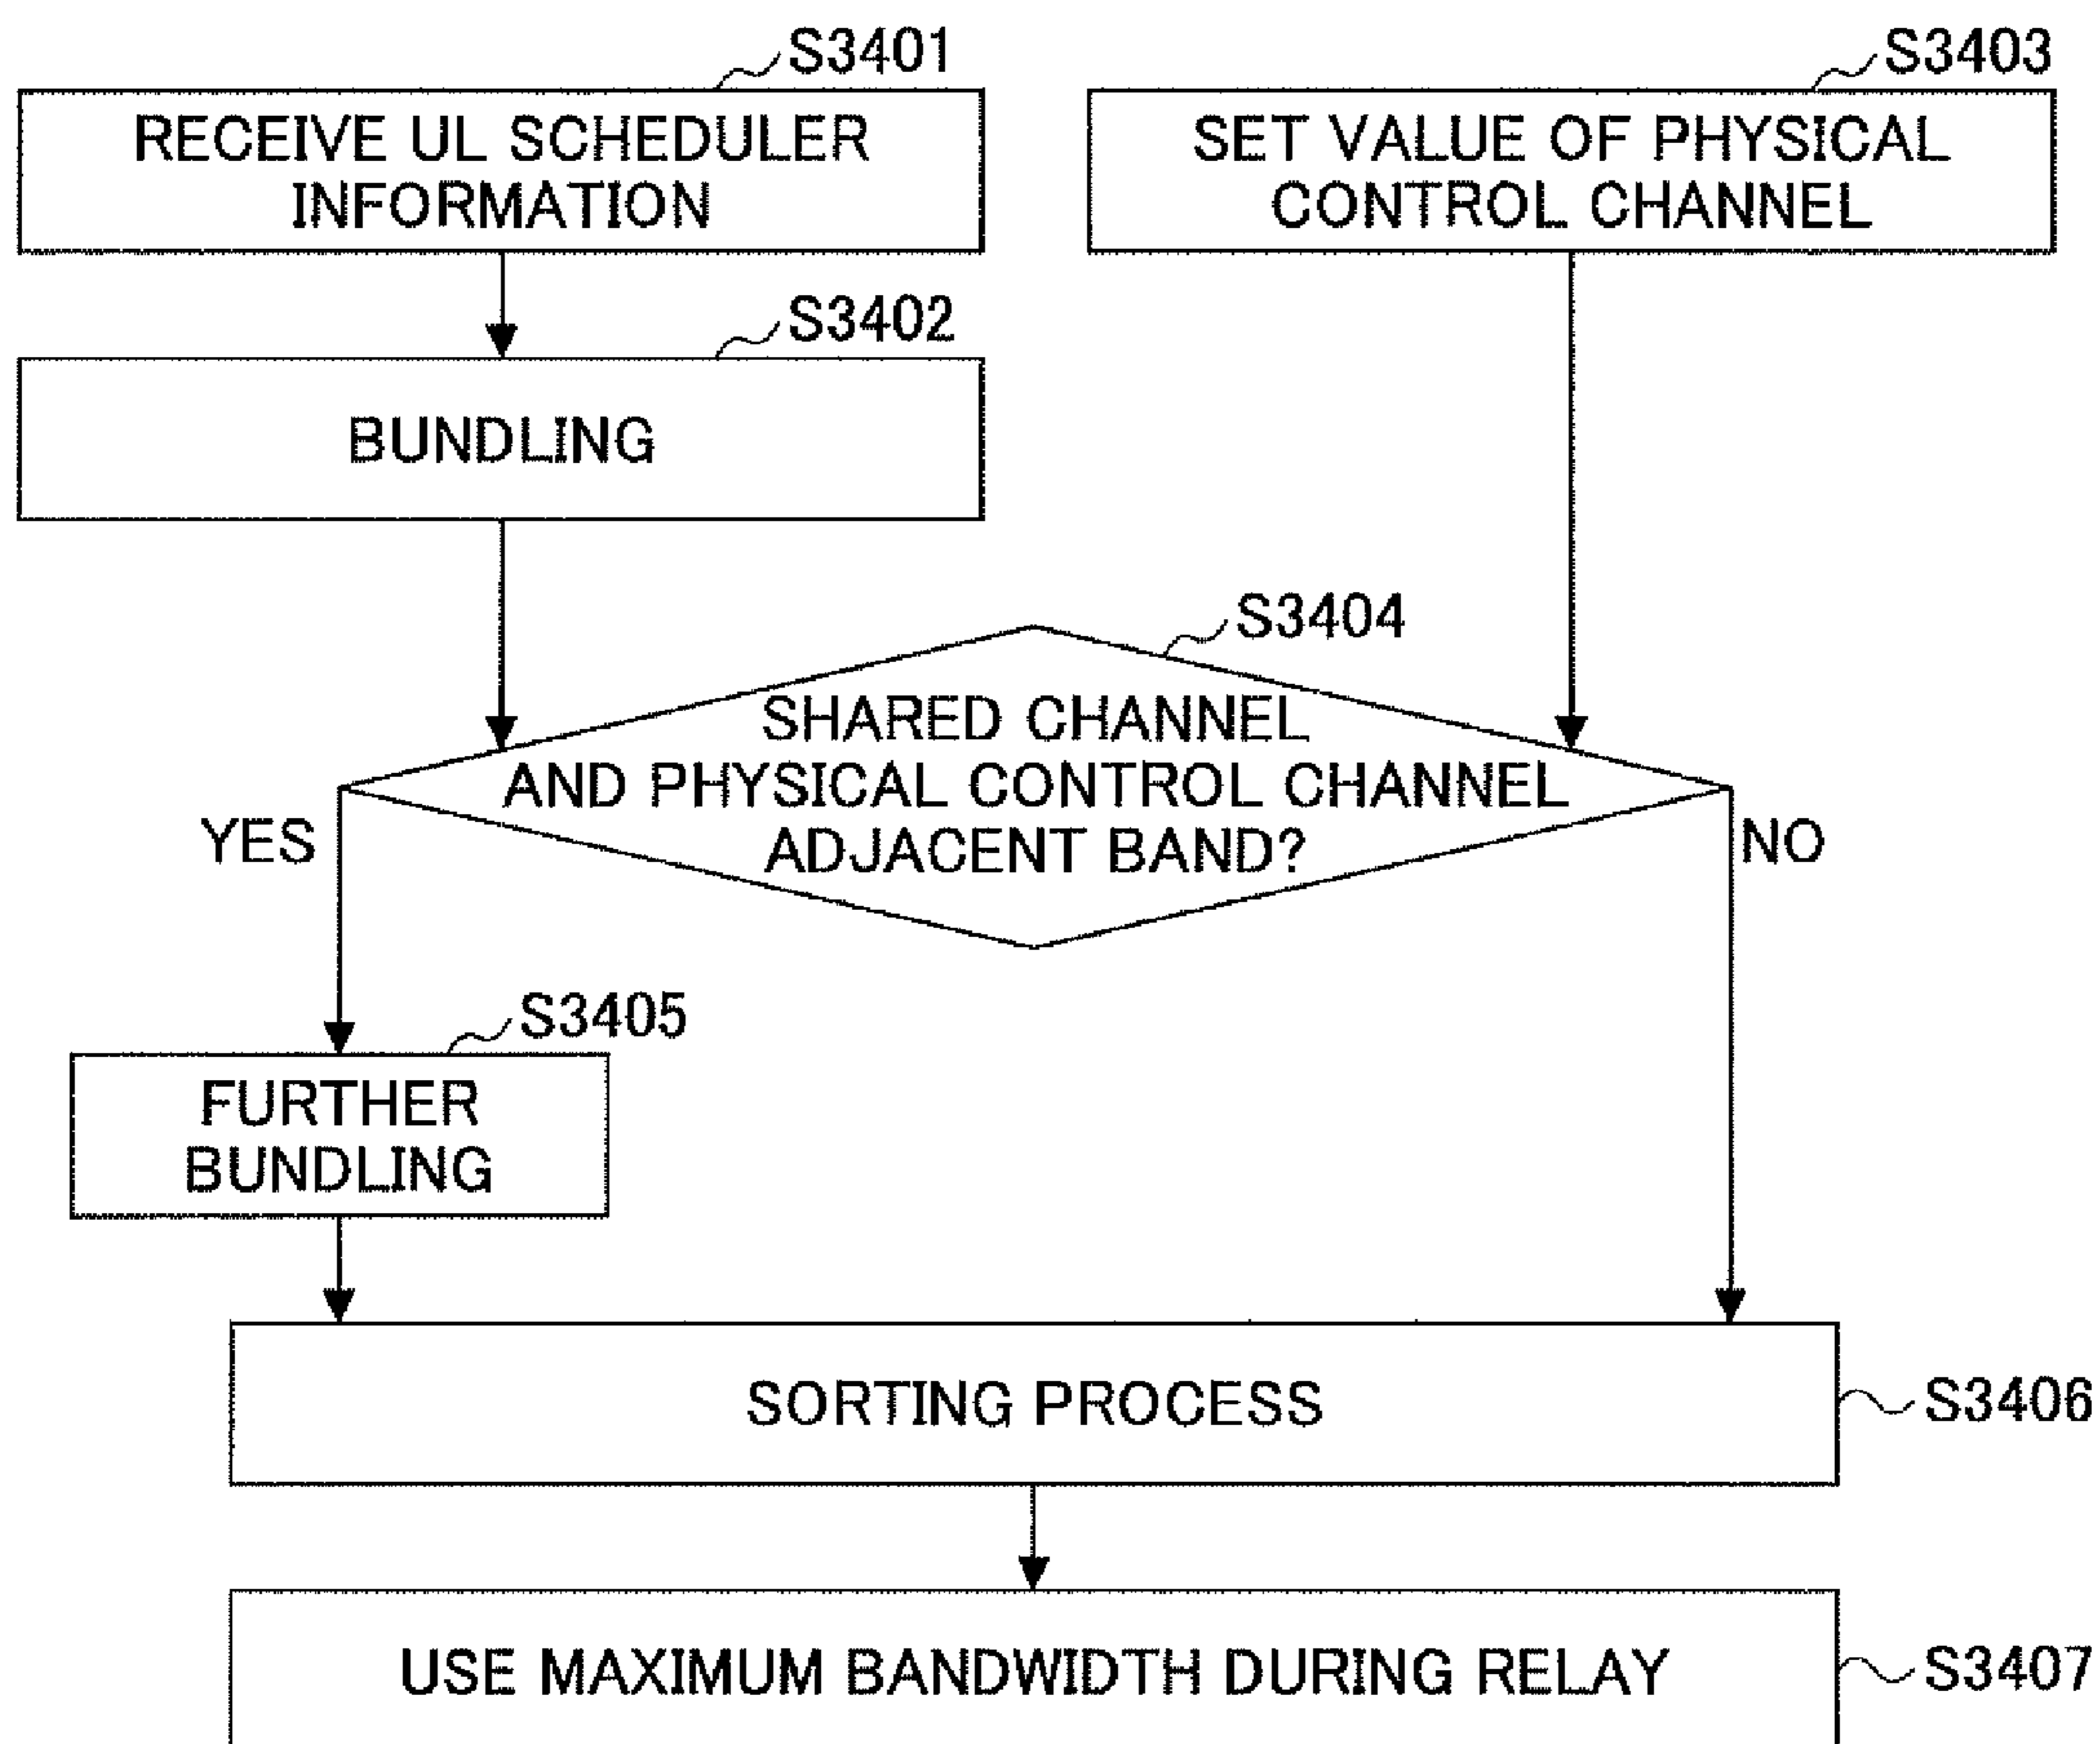 S3401
RECEIVE UL SCHEDULER
INFORMATION
S3403
SET VALUE OF PHYSICAL
CONTROL CHANNEL
S3402
BUNDLING
S3404
SHARED CHANNEL
AND PHYSICAL CONTROL CHANNEL
ADJACENT BAND?
YES
NO
S3405
FURTHER
BUNDLING
SORTING PROCESS
S3406
USE MAXIMUM BANDWIDTH DURING RELAY
S3407